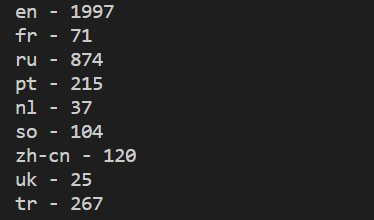 en - 1997
fr - 71
ru - 874
pt - 215
nl - 37
so - 104
zh-cn - 120
uk - 25
tr - 267